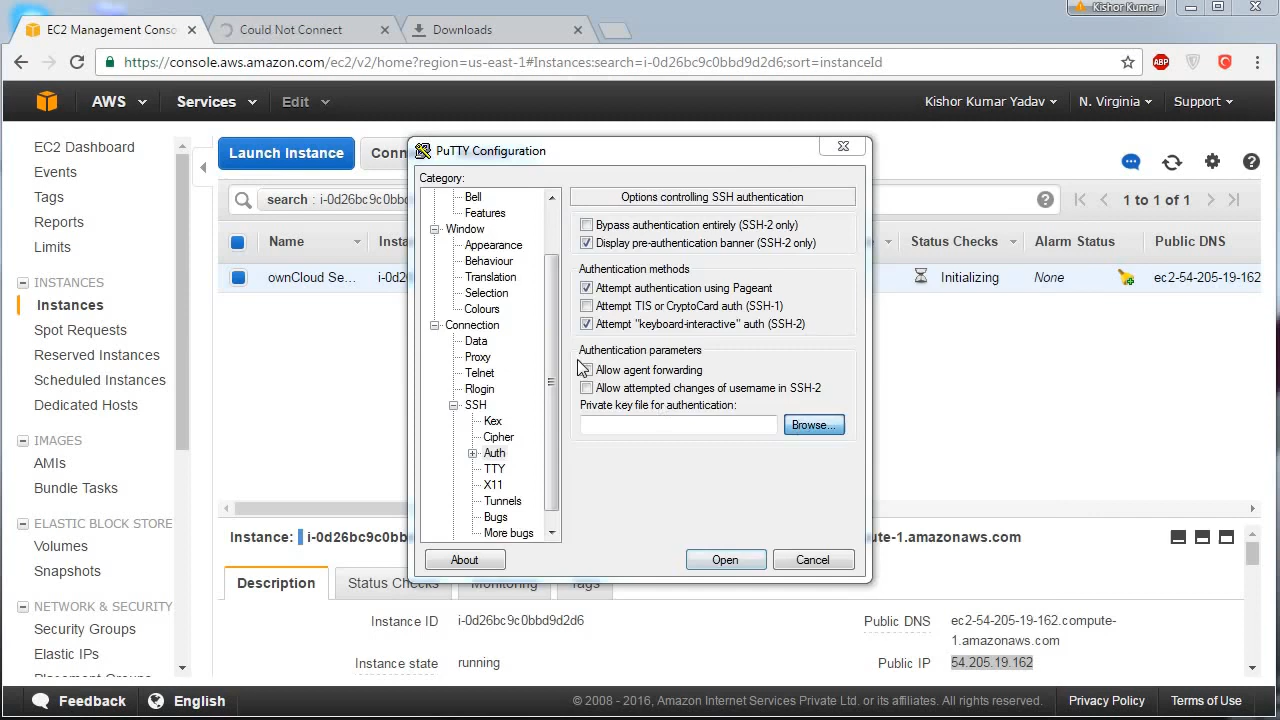 Kishor Kumar
EC2 Management Conso
Could Not Connect
Downloads
https://console.aws.amazon.com/ec2/v2/home?region=us-east-1#Instances:search=i-0d26bc9c0bbd9d2d6;sort=instanceId
ABP
AWS Services Edit Kishor Kumar Yadav N. Virginia Support
EC2 Dashboard
Events
Tags
Reports
Limits
INSTANCES
Instances
Spot Requests
Reserved Instances
Scheduled Instances
Dedicated Hosts
IMAGES
AMIs
Bundle Tasks
ELASTIC BLOCK STORE
Volumes
Snapshots
NETWORK & SECURITY
Security Groups
Elastic IPs
Launch Instance Conn
search : i-0d26bc9c0bb
1 to 1 of 1
Name Insta Status Checks Alarm Status Public DNS
ownCloud Se... i-0d2 Initializing None ec2-54-205-19-162
PuTTY Configuration
Category:
Bell
Features
Window
Appearance
Behaviour
Translation
Selection
Colours
Connection
Data
Proxy
Telnet
Rlogin
SSH
Kex
Cipher
Auth
TTY
X11
Tunnels
Bugs
More bugs
Options controlling SSH authentication
Bypass authentication entirely (SSH-2 only)
Display pre-authentication banner (SSH-2 only)
Authentication methods
Attempt authentication using Pageant
Attempt TIS or CryptoCard auth (SSH-1)
Attempt "keyboard-interactive" auth (SSH-2)
Authentication parameters
Allow agent forwarding
Allow attempted changes of username in SSH-2
Private key file for authentication:
Browse...
About Open Cancel
Instance: i-0d26bc9c0bb ute-1.amazonaws.com
Description Status Checks Monitoring Tags
Instance ID i-0d26bc9c0bbd9d2d6
Instance state running
Public DNS ec2-54-205-19-162.compute-
1.amazonaws.com
Public IP 54.205.19.162
Feedback English © 2008 - 2016, Amazon Internet Services Private Ltd. or its affiliates. All rights reserved. Privacy Policy Terms of Use